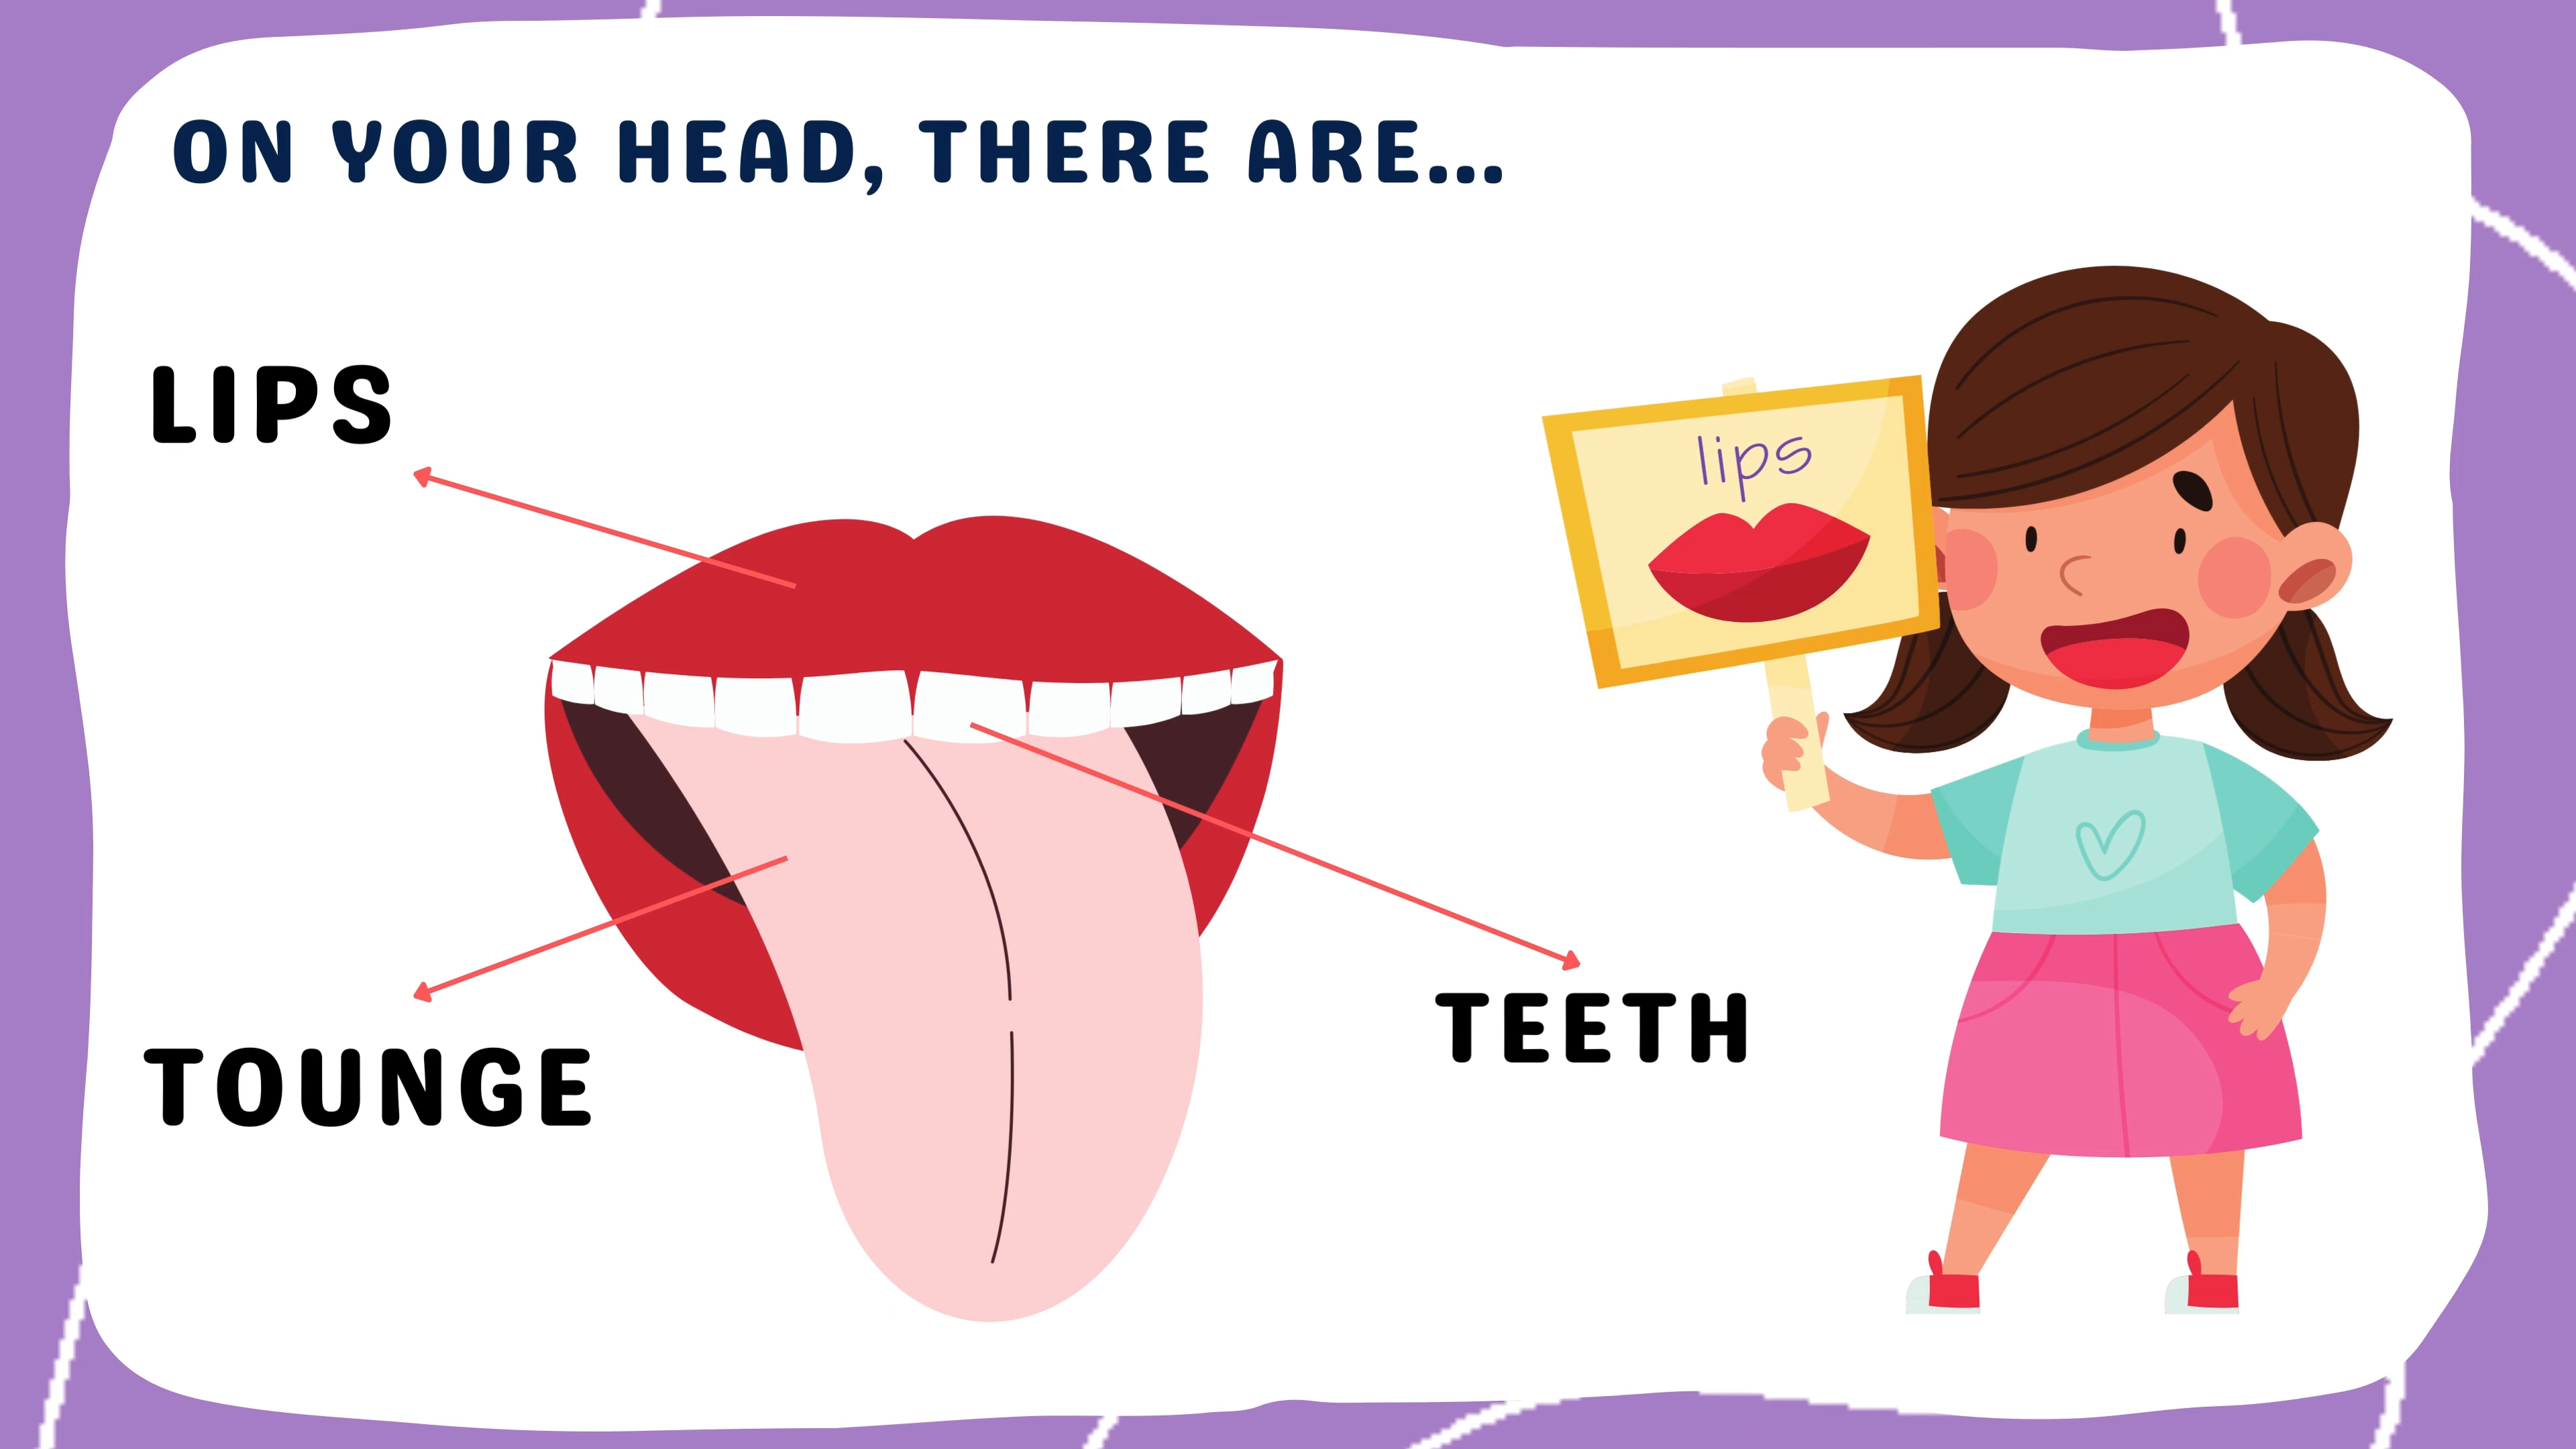 ON YOUR HEAD, THERE ARE...
LIPS
lips
TEETH
TOUNGE